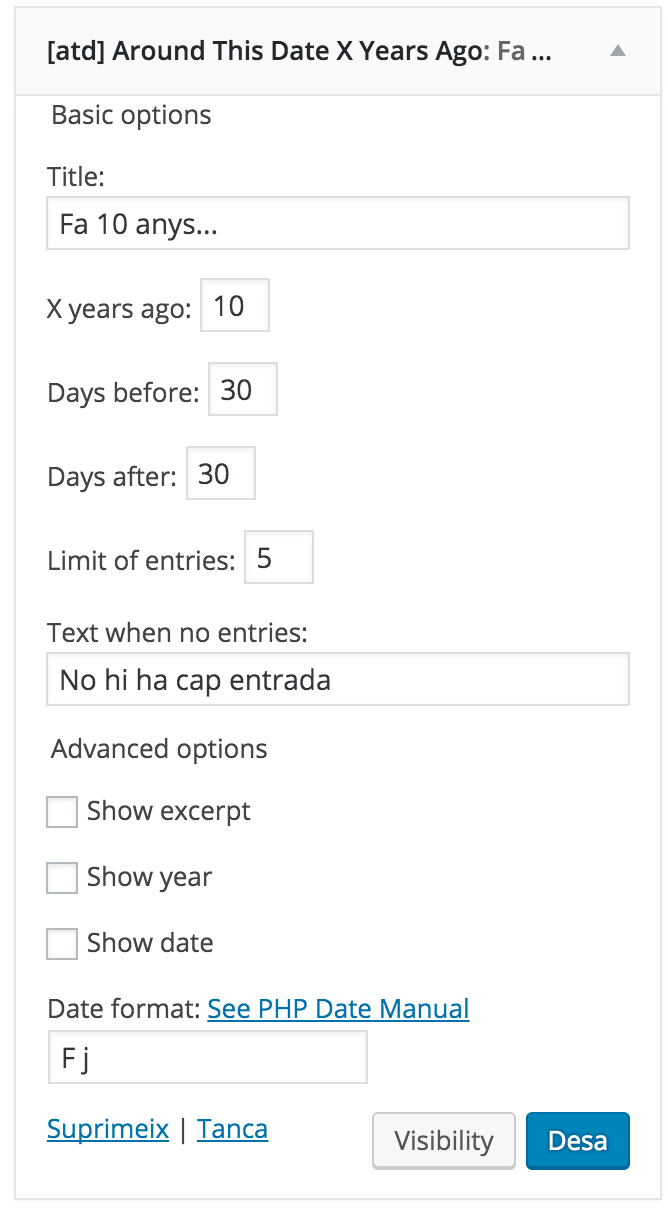 [atd] Around This Date X Years Ago: Fa ...
Basic options
Title:
Fa 10 anys...
X years ago: 10
Days before: 30
Days after: 30
Limit of entries: 5
Text when no entries:
No hi ha cap entrada
Advanced options
Show excerpt
Show year
Show date
Date format: See PHP Date Manual
F j
Suprimeix | Tanca Visibility Desa